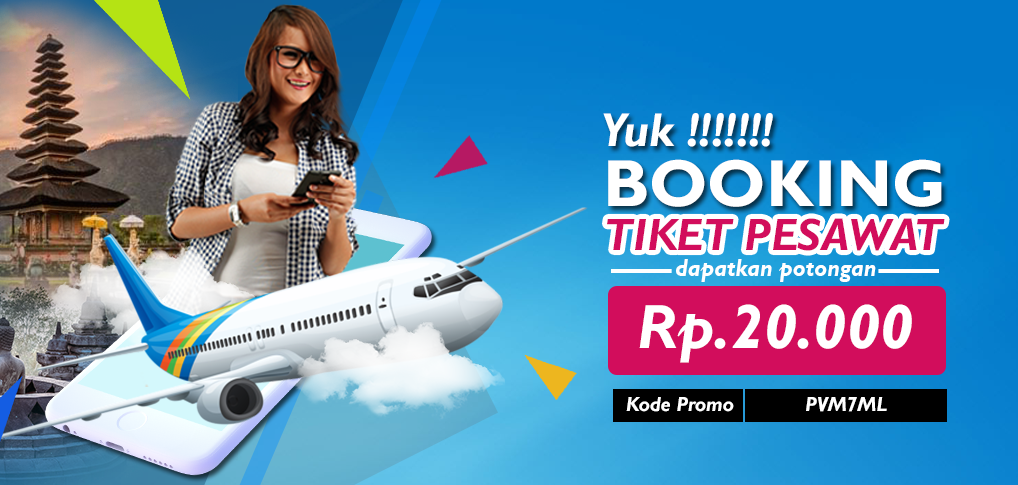 Yuk !!!!!!!
BOOKING
TIKET PESAWAT
dapatkan potongan
Rp.20.000
Kode Promo PVM7ML